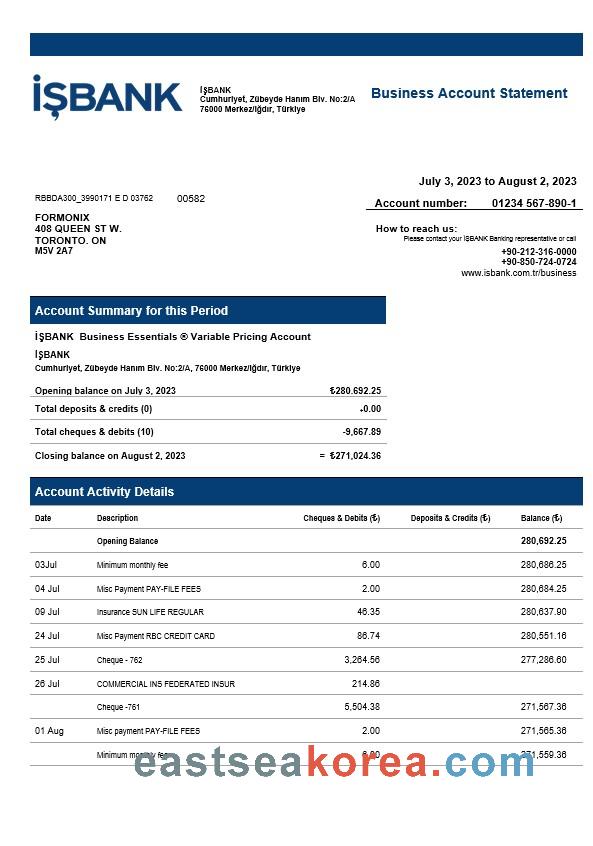 İŞBANK
İŞBANK
Cumhuriyet, Zübeyde Hanım Blv. No:2/A
76000 Merkez/Iğdır, Türkiye
Business Account Statement
July 3, 2023 to August 2, 2023
RBBDA300_3990171 E D 03762 00582
Account number: 01234 567-890-1
FORMONIX
408 QUEEN ST W.
TORONTO. ON
M5V 2A7
How to reach us:
Please contact your İŞBANK Banking representative or call
+90-212-316-0000
+90-850-724-0724
www.isbank.com.tr/business
Account Summary for this Period
İŞBANK Business Essentials ® Variable Pricing Account
İŞBANK
Cumhuriyet, Zübeyde Hanım Blv. No:2/A, 76000 Merkez/Iğdır, Türkiye
Opening balance on July 3, 2023 ₺280,692.25
Total deposits & credits (0) +0.00
Total cheques & debits (10) -9,667.89
Closing balance on August 2, 2023 = ₺271,024.36
Account Activity Details
Date Description Cheques & Debits (₺) Deposits & Credits (₺) Balance (₺)
Opening Balance 280,692.25
03Jul Minimum monthly fee 6.00 280,686.25
04 Jul Misc Payment PAY-FILE FEES 2.00 280,684.25
09 Jul Insurance SUN LIFE REGULAR 46.35 280,637.90
24 Jul Misc Payment RBC CREDIT CARD 86.74 280,551.16
25 Jul Cheque - 762 3,264.56 277,286.60
26 Jul COMMERCIAL INS FEDERATED INSUR 214.86
Cheque -761 5,504.38 271,567.36
01 Aug Misc payment PAY-FILE FEES 2.00 271,565.36
Minimum monthly fee 6.00 271,559.36
eastseakorea.com